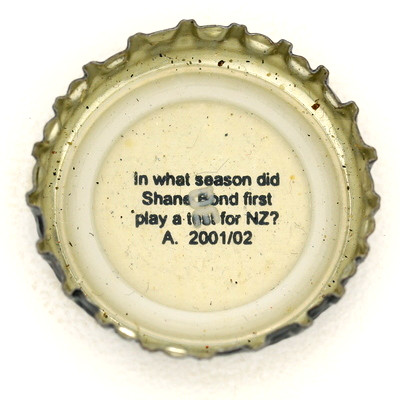 In what season did
Shane Bond first
play a test for NZ?
A. 2001/02